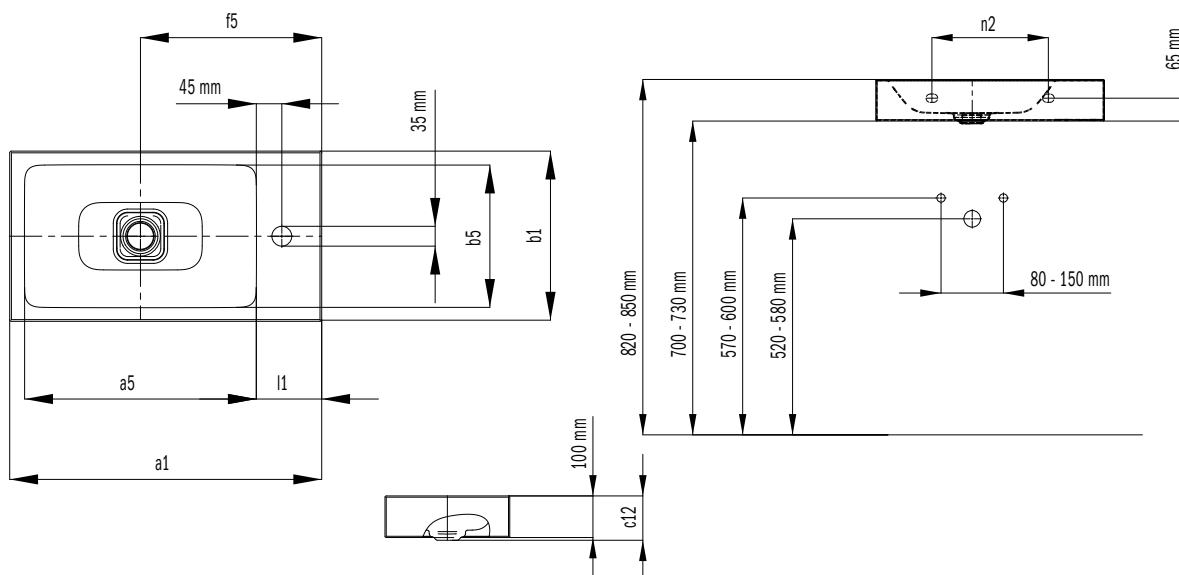 f5
45 mm
35 mm
b5
b1
a5
l1
a1
n2
65 mm
820 - 850 mm
700 - 730 mm
570 - 600 mm
520 - 580 mm
80 - 150 mm
100 mm
c12